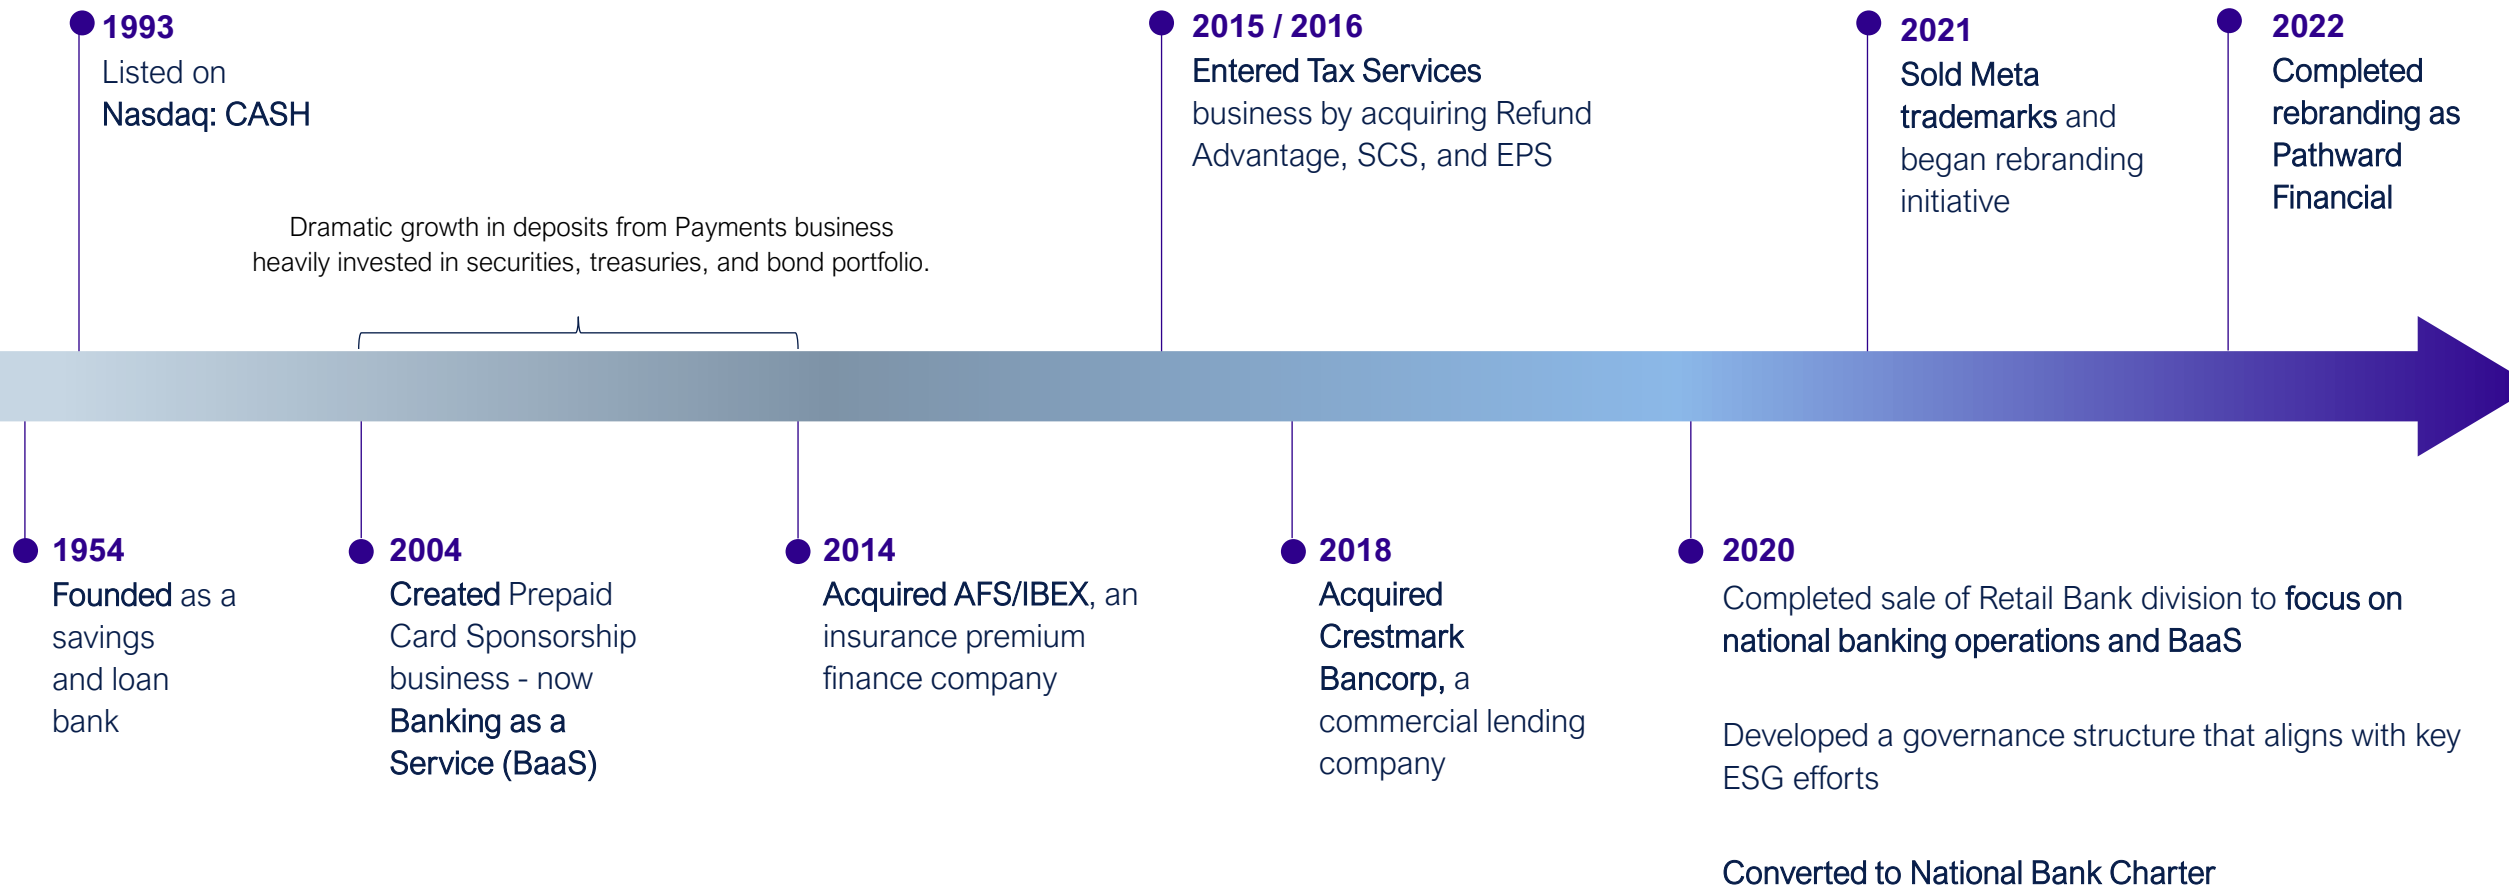 1993
Listed on
Nasdaq: CASH
2015 / 2016
Entered Tax Services
business by acquiring Refund
Advantage, SCS, and EPS
2021
Sold Meta
trademarks and
began rebranding
initiative
2022
Completed
rebranding as
Pathward
Financial
Dramatic growth in deposits from Payments business
heavily invested in securities, treasuries, and bond portfolio.
1954
Founded as a
savings
and loan
bank
2004
Created Prepaid
Card Sponsorship
business - now
Banking as a
Service (BaaS)
2014
Acquired AFS/IBEX, an
insurance premium
finance company
2018
Acquired
Crestmark
Bancorp, a
commercial lending
company
2020
Completed sale of Retail Bank division to focus on
national banking operations and BaaS
Developed a governance structure that aligns with key
ESG efforts
Converted to National Bank Charter